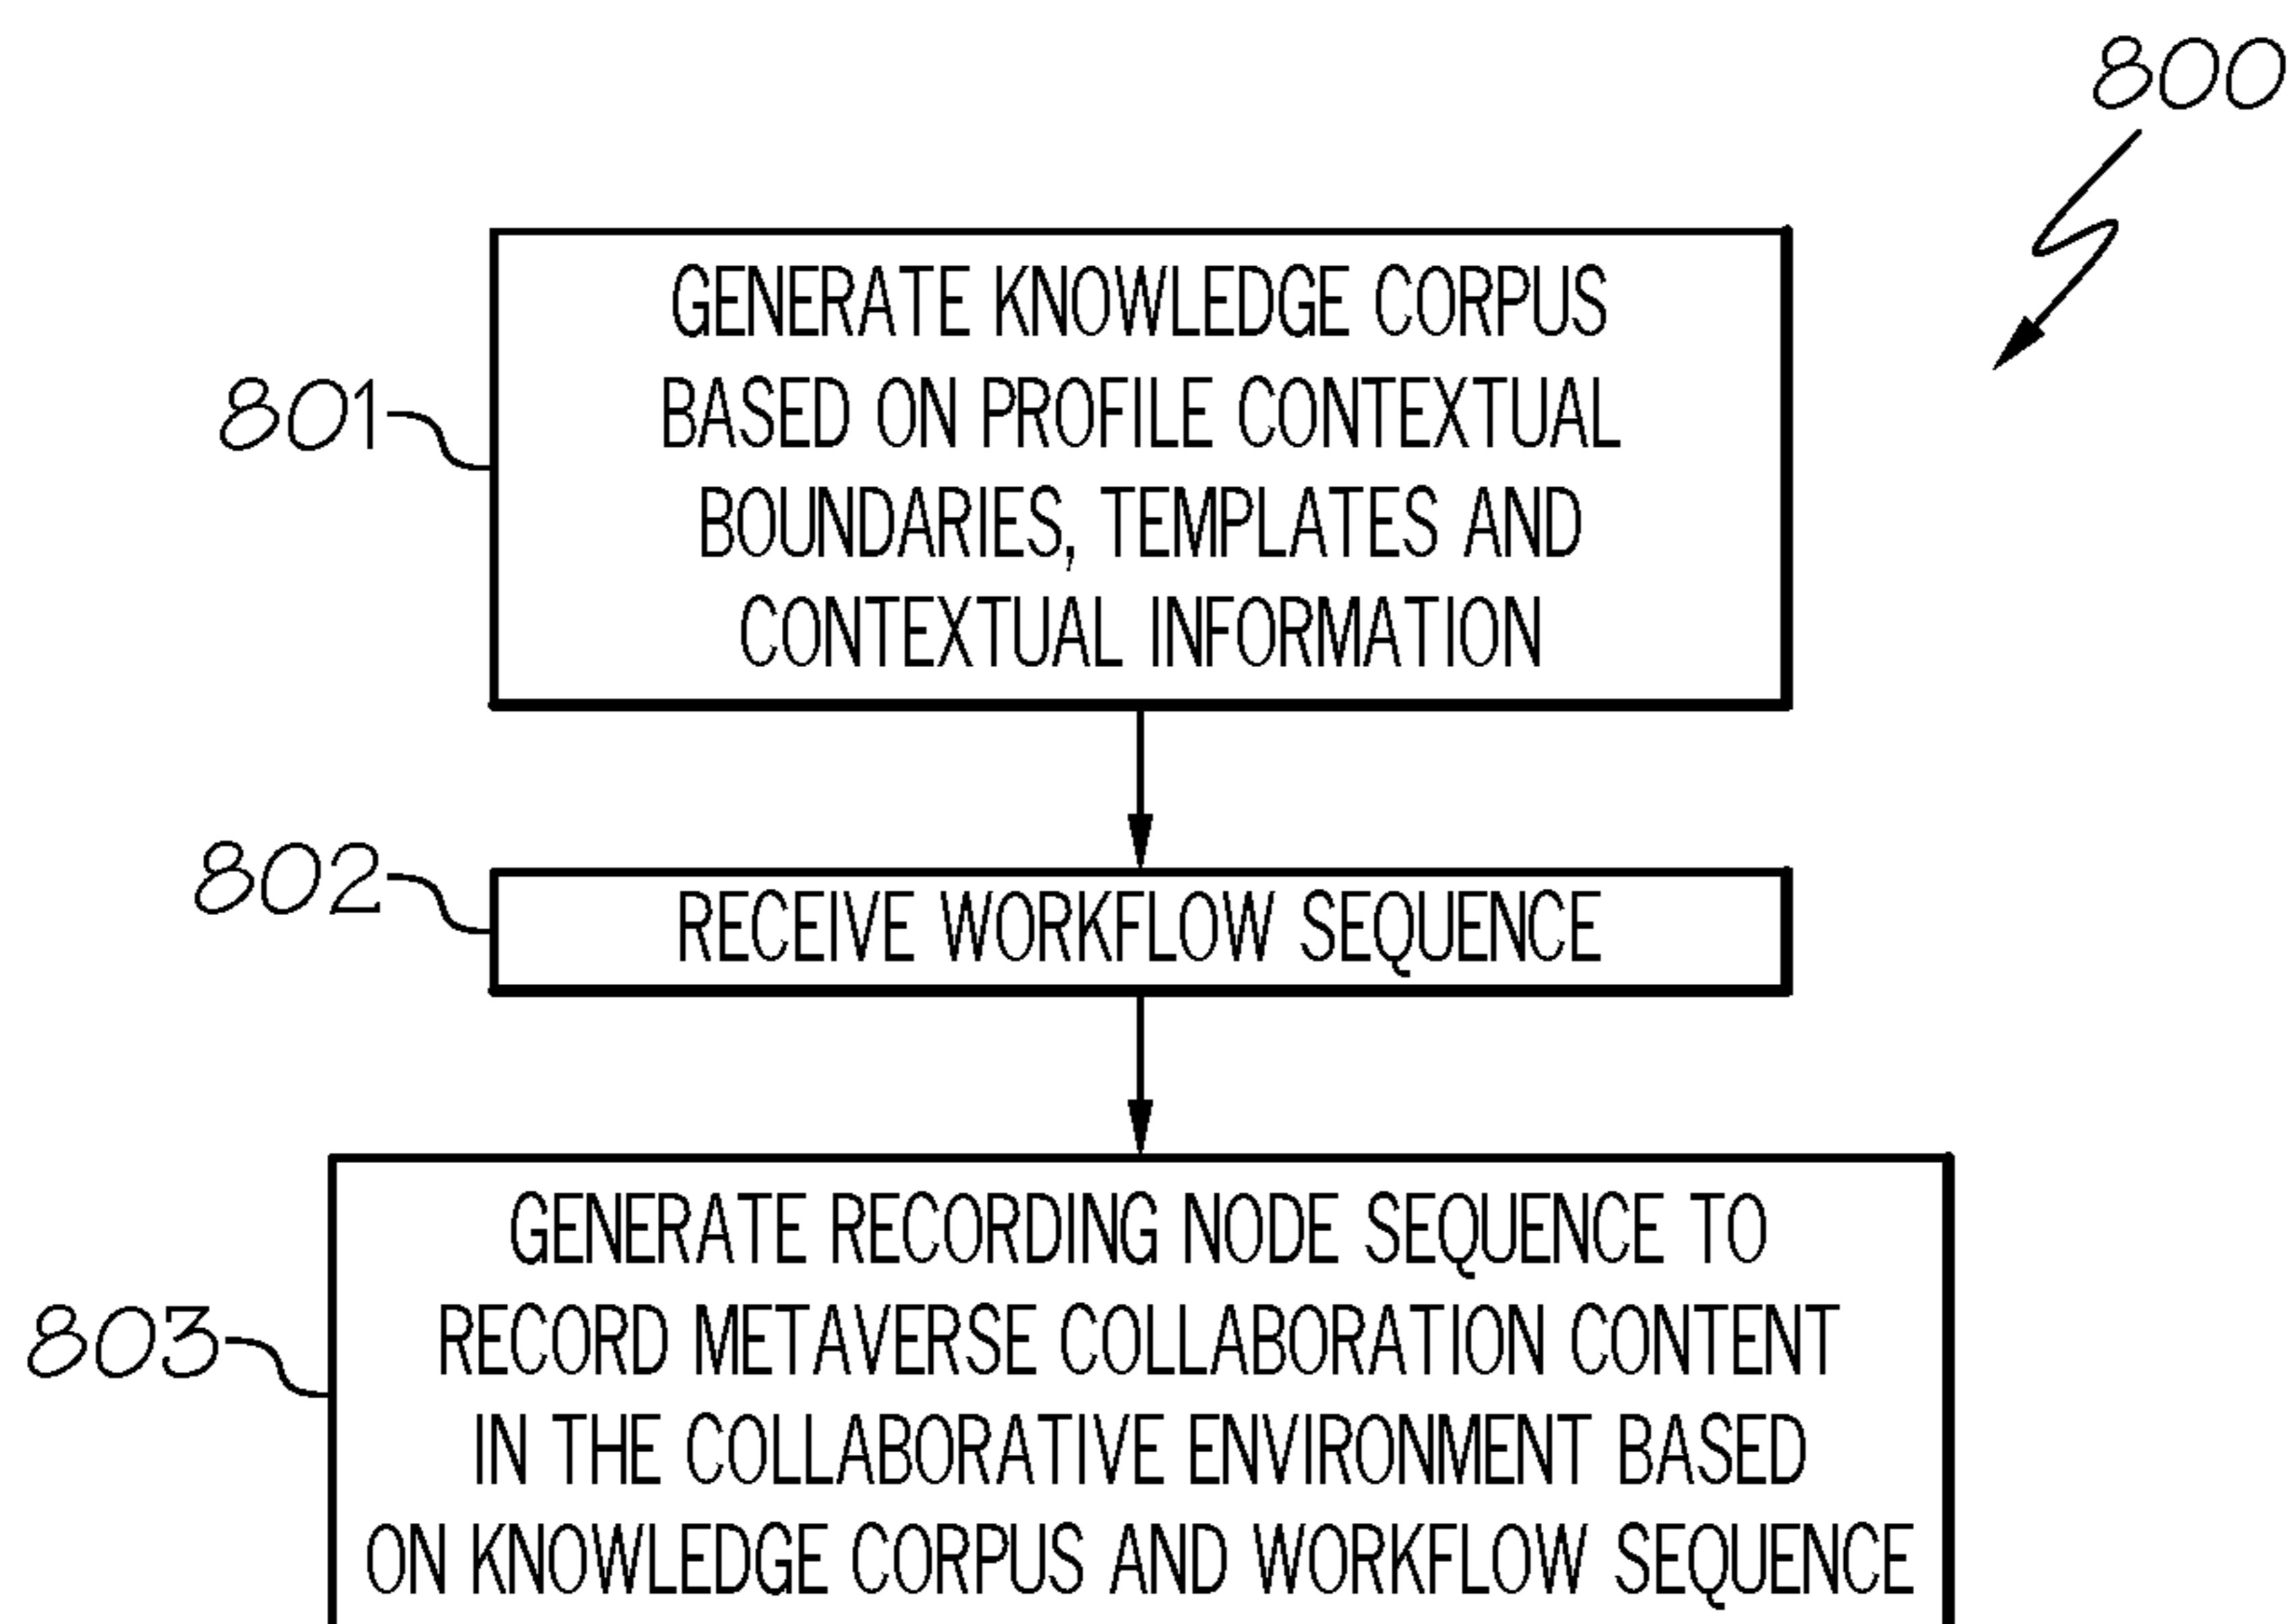 800
801
GENERATE KNOWLEDGE CORPUS
BASED ON PROFILE CONTEXTUAL
BOUNDARIES, TEMPLATES AND
CONTEXTUAL INFORMATION
802
RECEIVE WORKFLOW SEQUENCE
803
GENERATE RECORDING NODE SEQUENCE TO
RECORD METAVERSE COLLABORATION CONTENT
IN THE COLLABORATIVE ENVIRONMENT BASED
ON KNOWLEDGE CORPUS AND WORKFLOW SEQUENCE